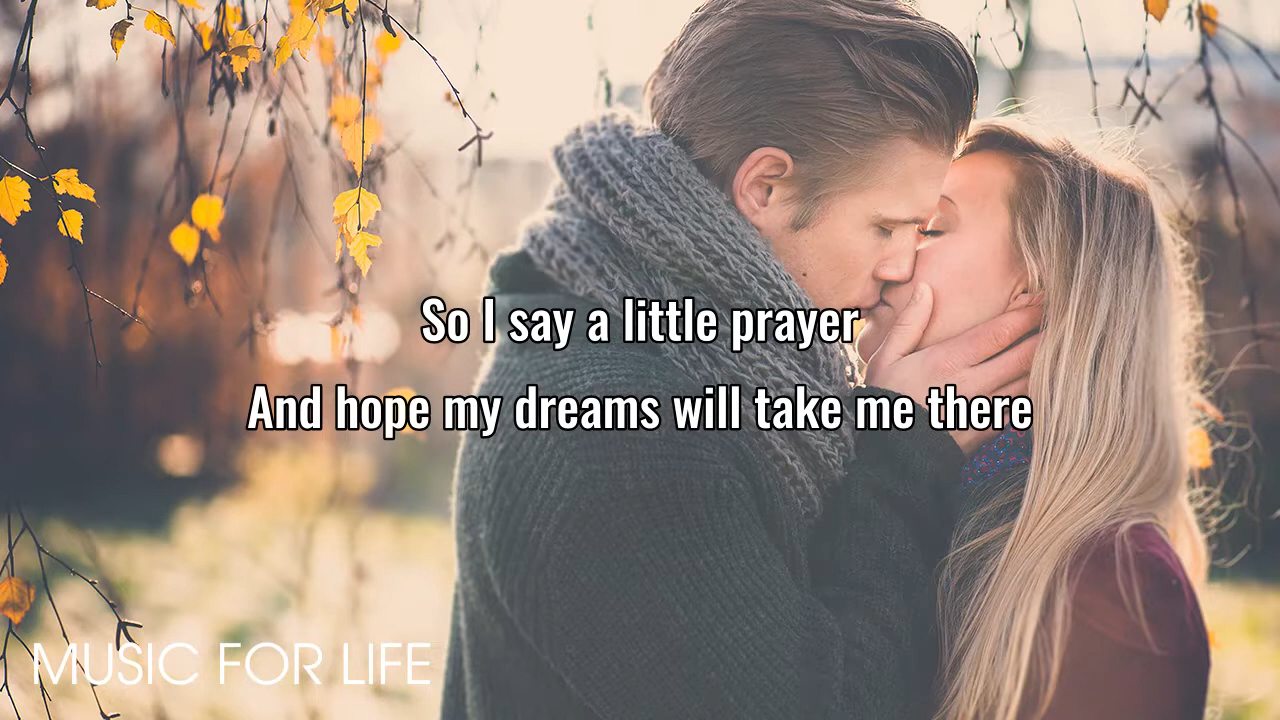 So I say a little prayer
And hope my dreams will take me there
MUSIC FOR LIFE